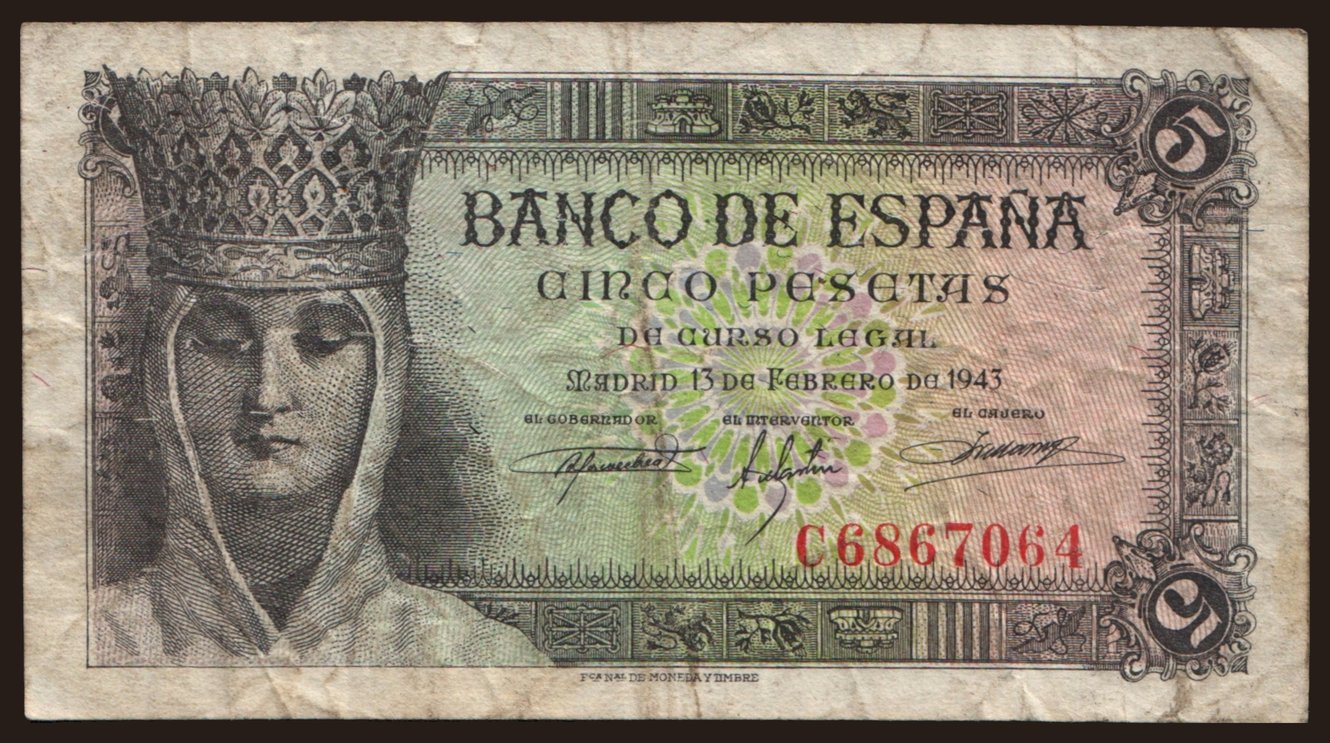 5
BANCO DE ESPAÑA
CINCO PESETAS
DE CURSO LEGAL
MADRID 13 DE FEBRERO DE 1943
EL GOBERNADOR EL INTERVENTOR EL CAJERO
C6867064
5
FCA NAL DE MONEDA Y TIMBRE